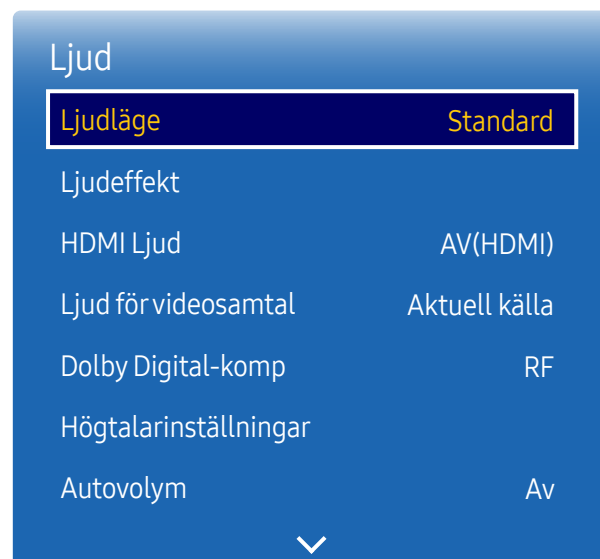 Ljud
Ljudläge Standard
Ljudeffekt
HDMI Ljud AV(HDMI)
Ljud för videosamtal Aktuell källa
Dolby Digital-komp RF
Högtalarinställningar
Autovolym Av